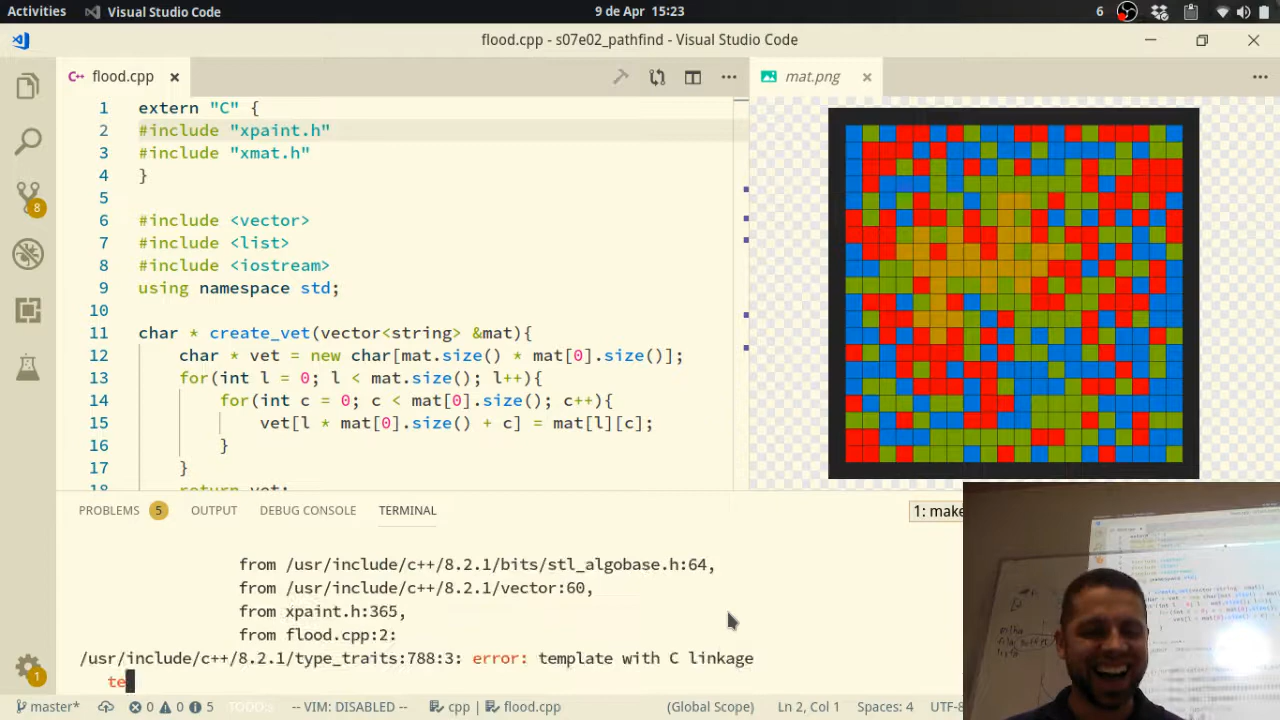 Activities
Visual Studio Code
9 de Apr 15:23
6
flood.cpp - s07e02_pathfind - Visual Studio Code
C++ flood.cpp
mat.png
1 extern "C" {
2 #include "xpaint.h"
3 #include "xmat.h"
4 }
5
6 #include <vector>
7 #include <list>
8 #include <iostream>
9 using namespace std;
10
11 char * create_vet(vector<string> &mat){
12 char * vet = new char[mat.size() * mat[0].size()];
13 for(int l = 0; l < mat.size(); l++){
14 for(int c = 0; c < mat[0].size(); c++){
15 vet[l * mat[0].size() + c] = mat[l][c];
16 }
17 }
18 return vet;
8
PROBLEMS 5 OUTPUT DEBUG CONSOLE TERMINAL 1: make
from /usr/include/c++/8.2.1/bits/stl_algobase.h:64,
from /usr/include/c++/8.2.1/vector:60,
from xpaint.h:365,
from flood.cpp:2:
/usr/include/c++/8.2.1/type_traits:788:3: error: template with C linkage
te
1
master* 0 0 5 TODO:s -- VIM: DISABLED -- cpp | flood.cpp (Global Scope) Ln 2, Col 1 Spaces: 4 UTF-8